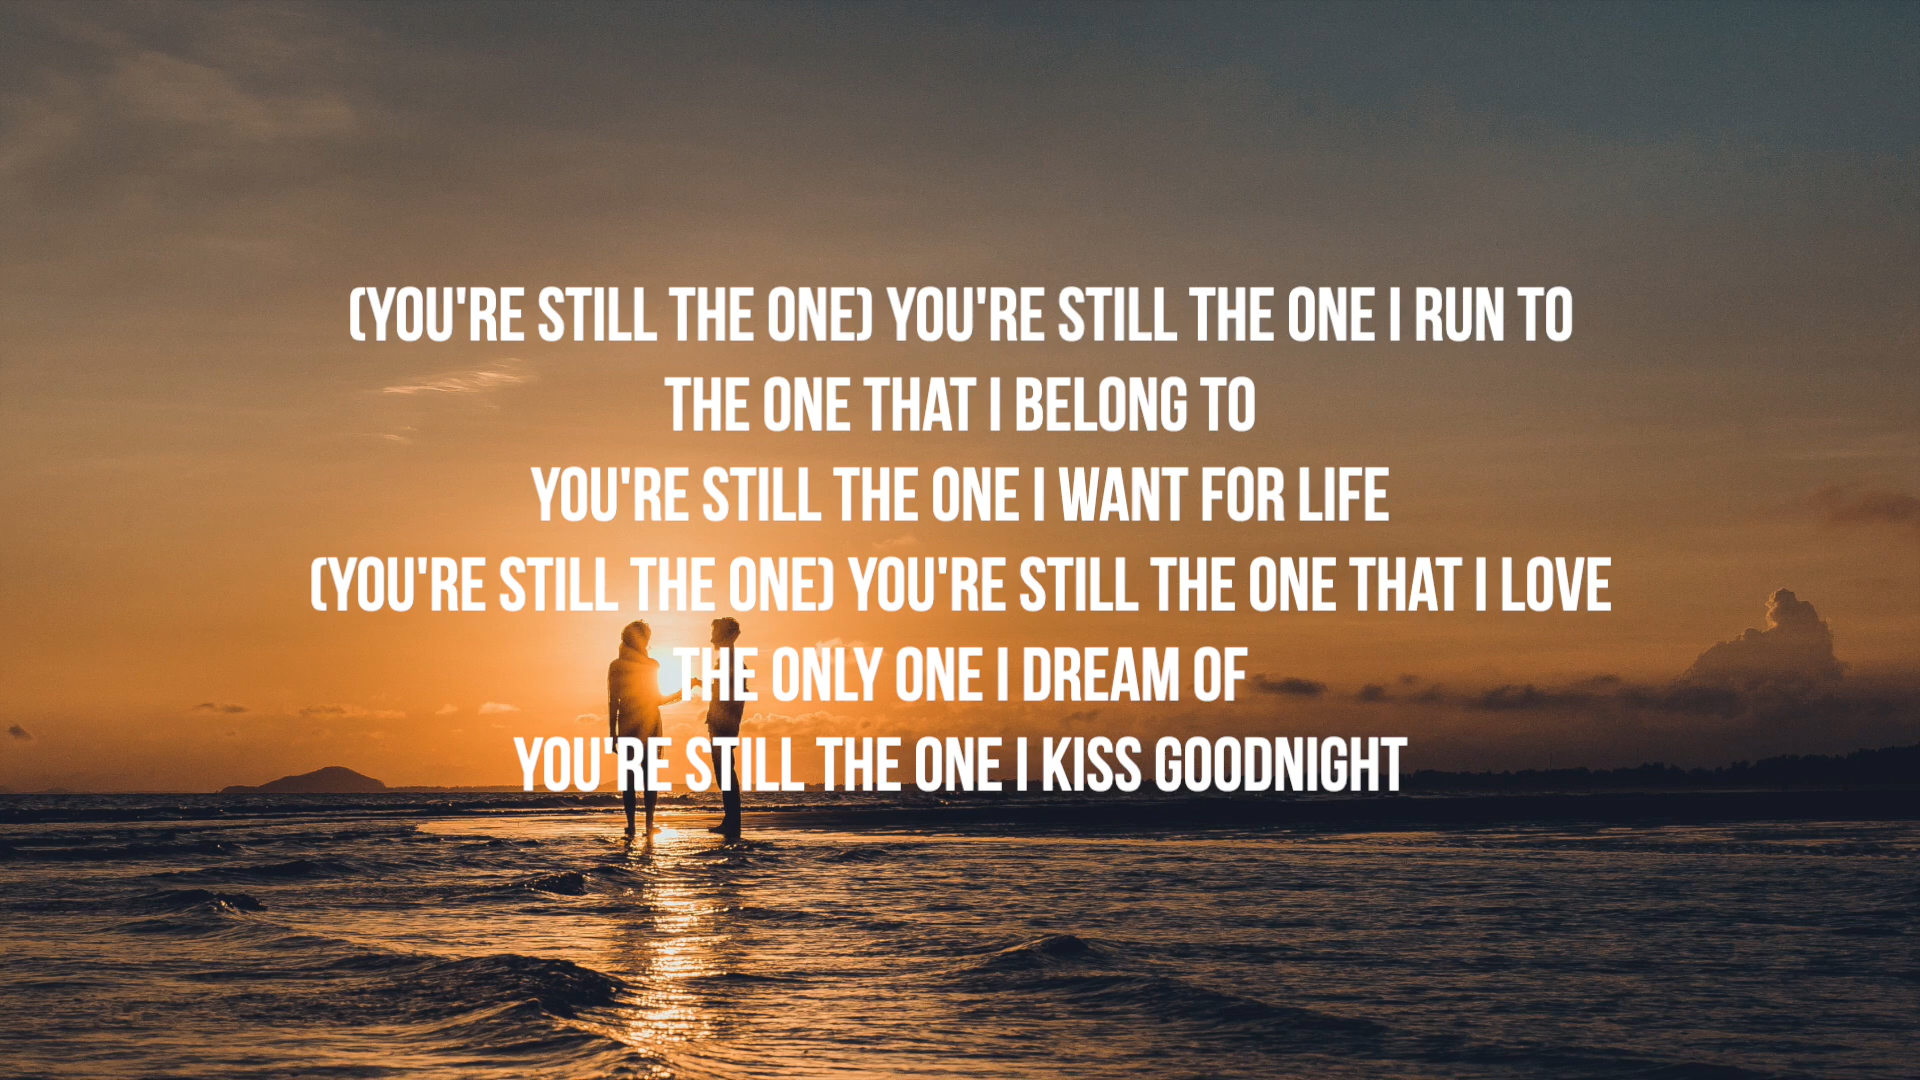 (YOU'RE STILL THE ONE) YOU'RE STILL THE ONE I RUN TO
THE ONE THAT I BELONG TO
YOU'RE STILL THE ONE I WANT FOR LIFE
(YOU'RE STILL THE ONE) YOU'RE STILL THE ONE THAT I LOVE
THE ONLY ONE I DREAM OF
YOU'RE STILL THE ONE I KISS GOODNIGHT